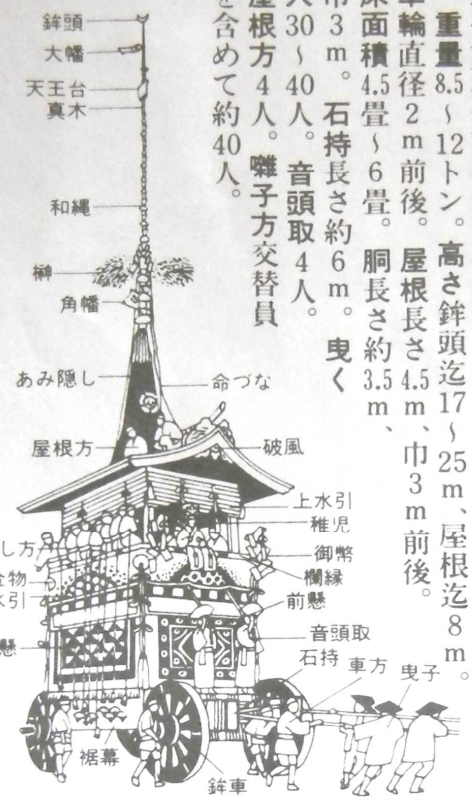 重量8.5〜12トン。高さ鉾頭迄17〜25m、屋根迄8m。
車輪直径2m前後。屋根長さ4.5m、巾3m前後。
床面積4.5畳〜6畳。胴長さ約3.5m、
巾3m。石持長さ約6m。曳く
人30〜40人。音頭取4人。
屋根方4人。囃子方交替員
を含めて約40人。
鉾頭
大幡
天王台
真木
和縄
榊
角幡
あみ隠し
命づな
屋根方
破風
上水引
稚児
し方
御幣
金物
欄縁
水引
前懸
懸
音頭取
石持
車方
曳子
裾幕
鉾車